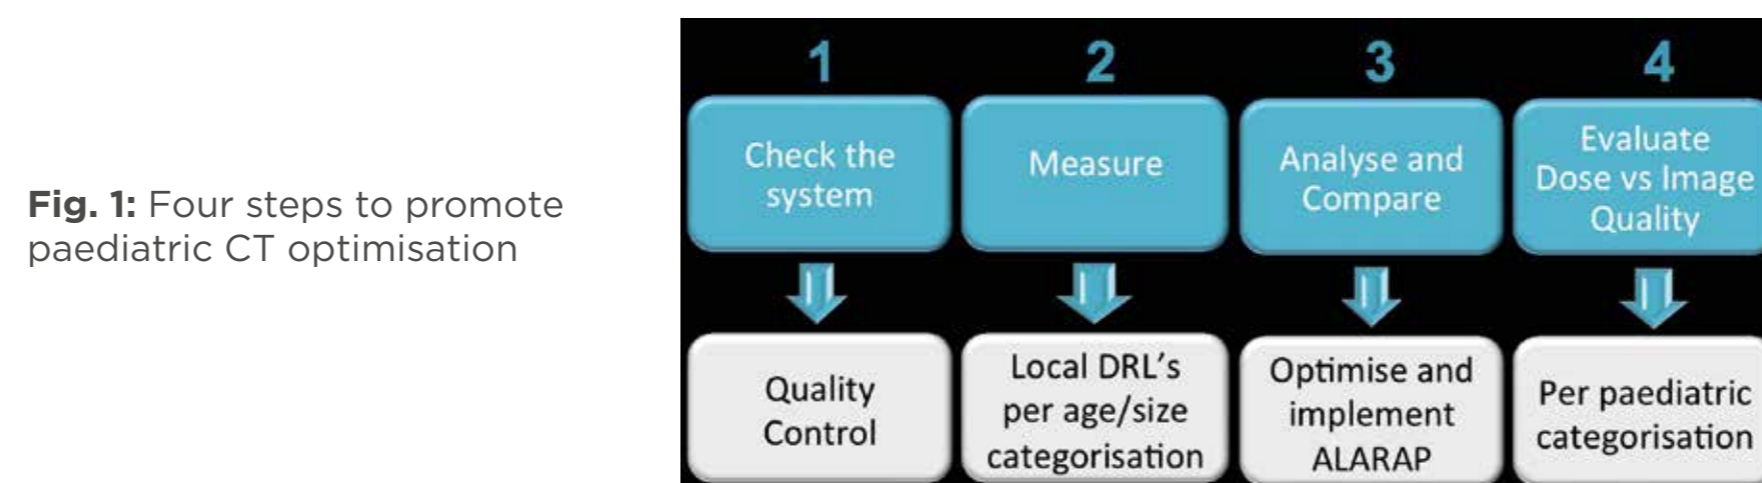 Fig. 1: Four steps to promote
paediatric CT optimisation
1
Check the
system
Quality
Control
2
Measure
Local DRL's
per age/size
categorisation
3
Analyse and
Compare
Optimise and
implement
ALARAP
4
Evaluate
Dose vs Image
Quality
Per paediatric
categorisation